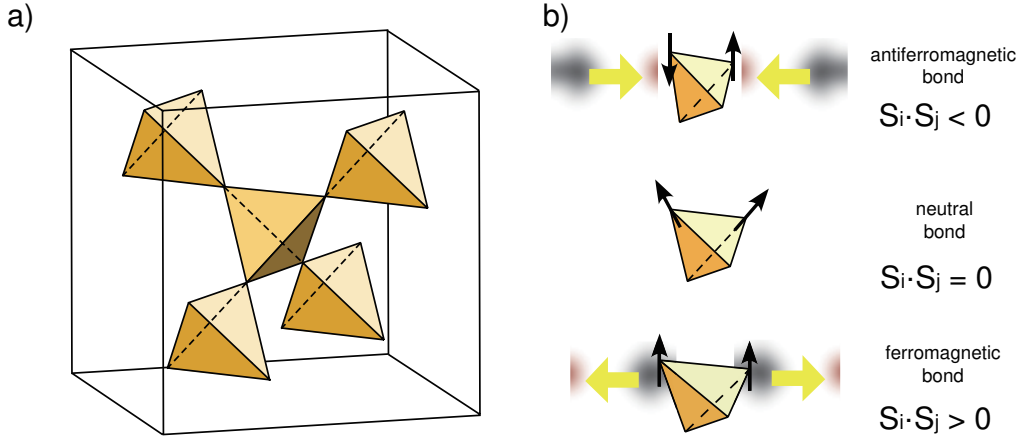 a)
b)
antiferromagnetic
bond
Si·Sj < 0
neutral
bond
Si·Sj = 0
ferromagnetic
bond
Si·Sj > 0